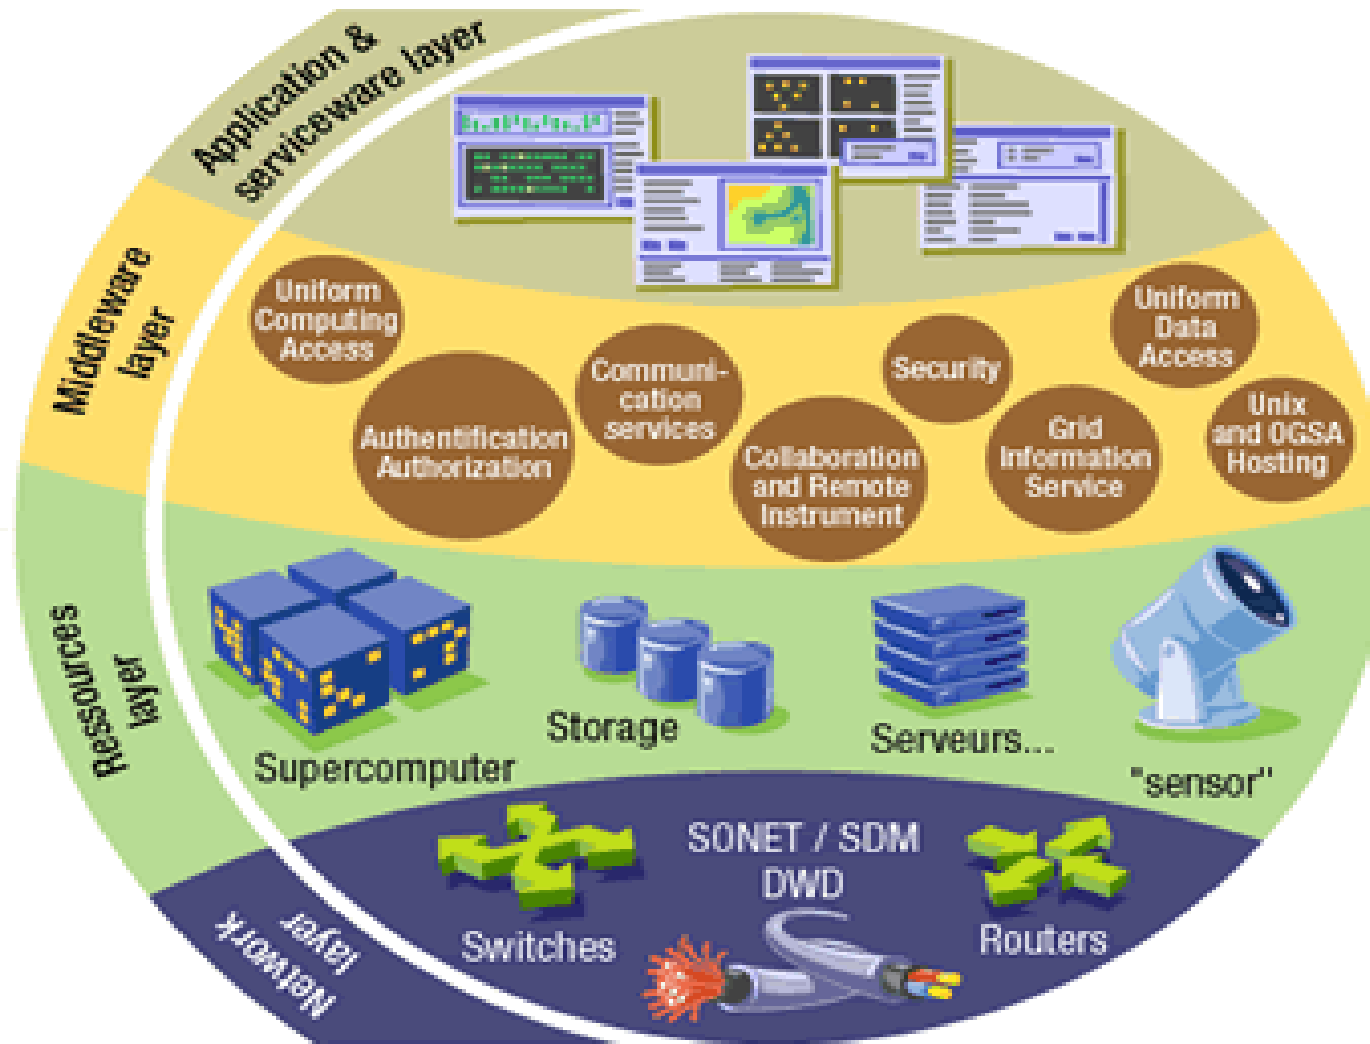 Application &
serviceware layer
Middleware
layer
Uniform
Computing
Access
Authentification
Authorization
Communi-
cation
services
Collaboration
and Remote
Instrument
Security
Grid
Information
Service
Uniform
Data
Access
Unix
and OGSA
Hosting
Ressources
layer
Supercomputer
Storage
Serveurs...
"sensor"
Network
layer
Switches
SONET / SDM
DWD
Routers